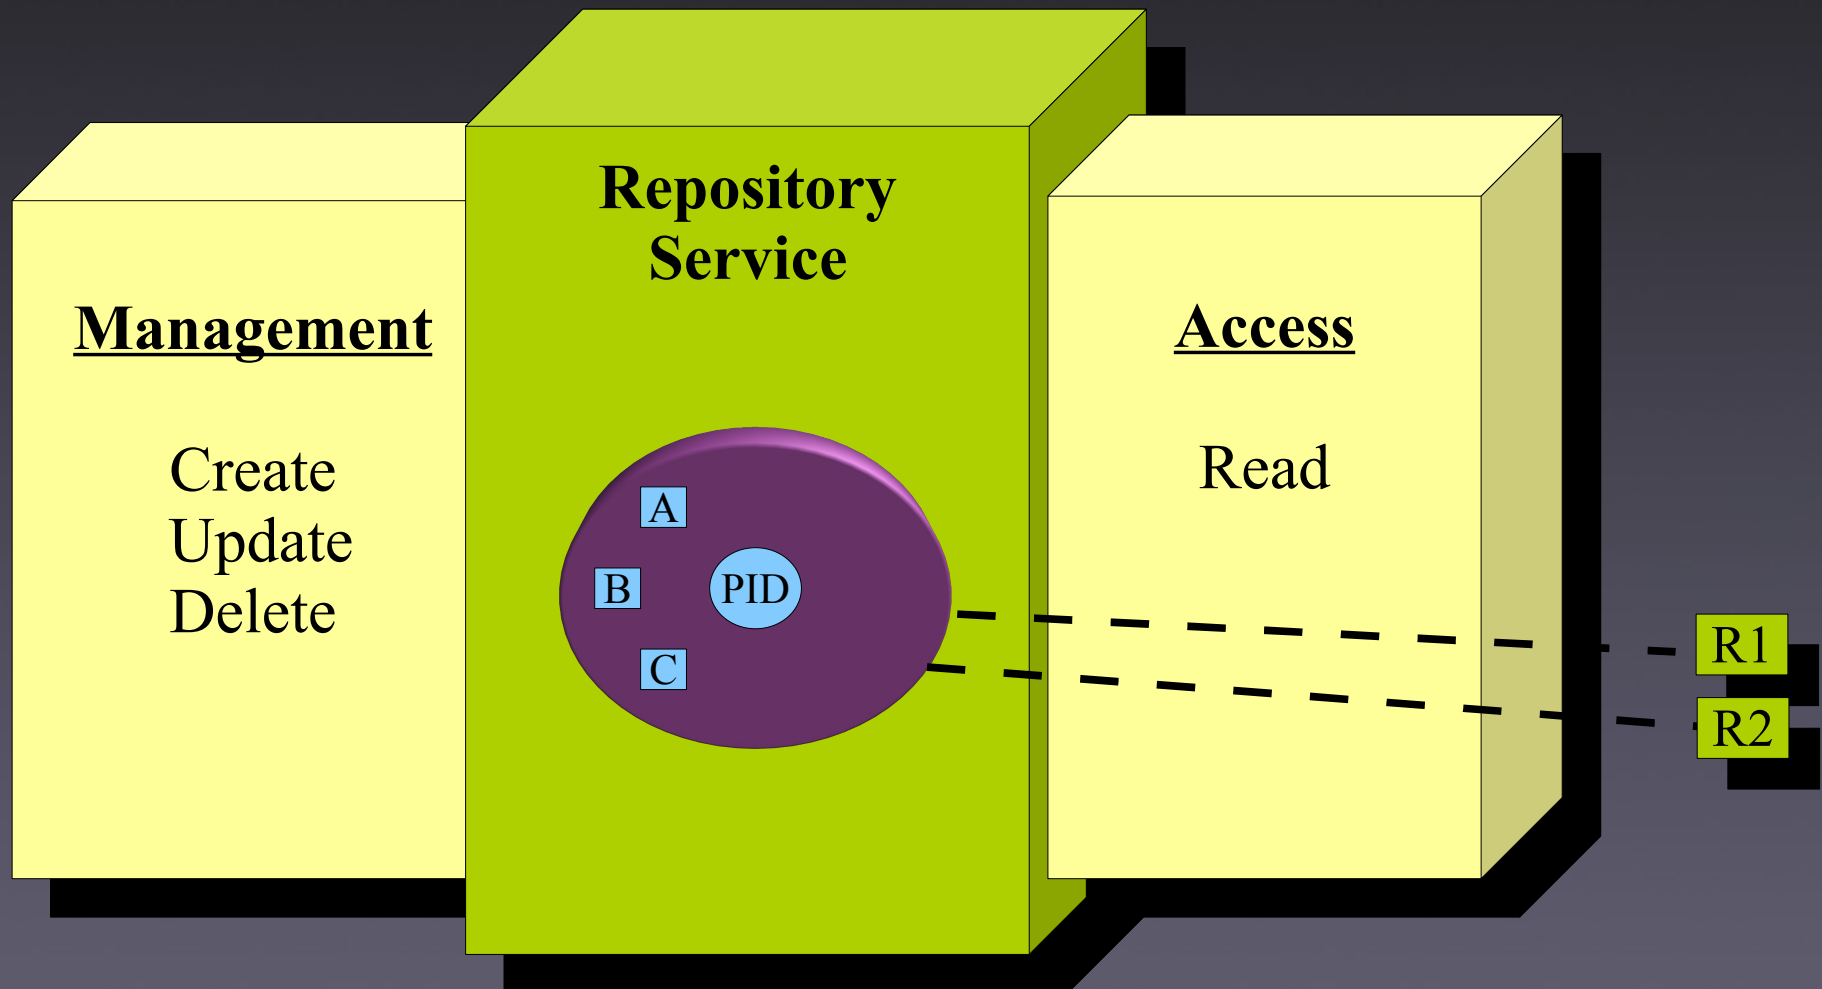 Repository
Service
Management
Create
Update
Delete
A
B
C
PID
Access
Read
R1
R2